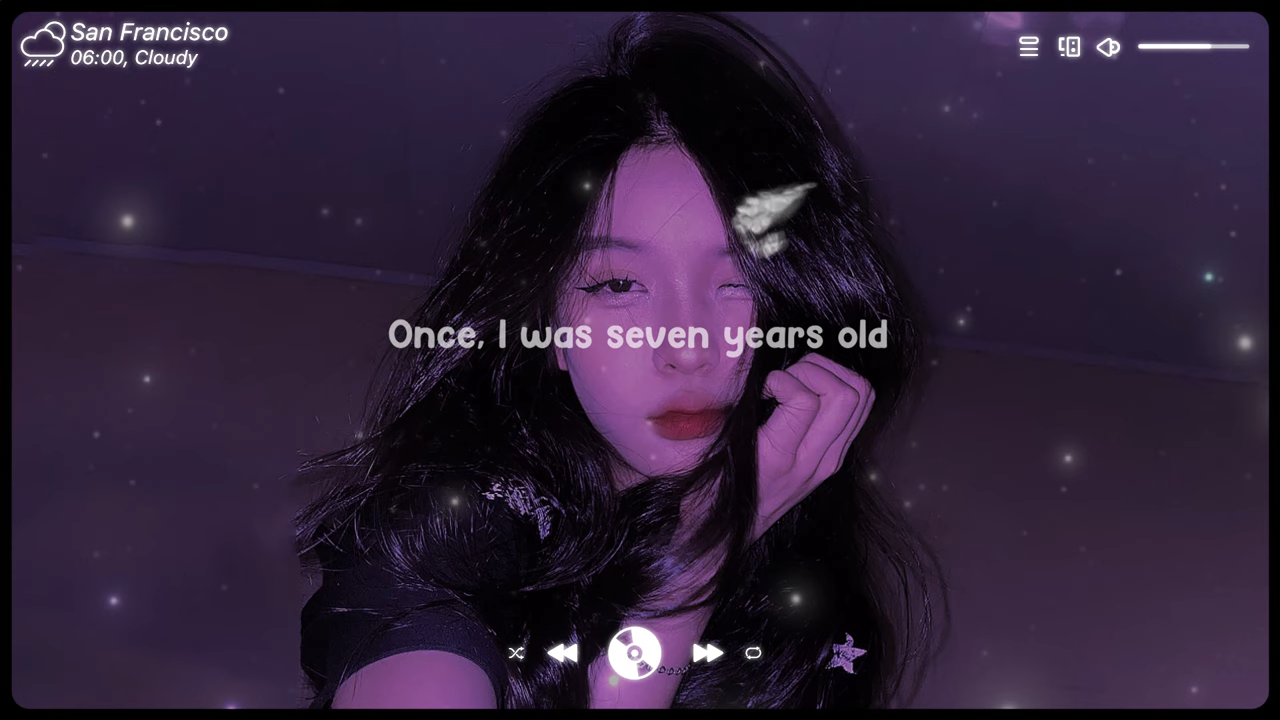 San Francisco
06:00, Cloudy
Once, I was seven years old